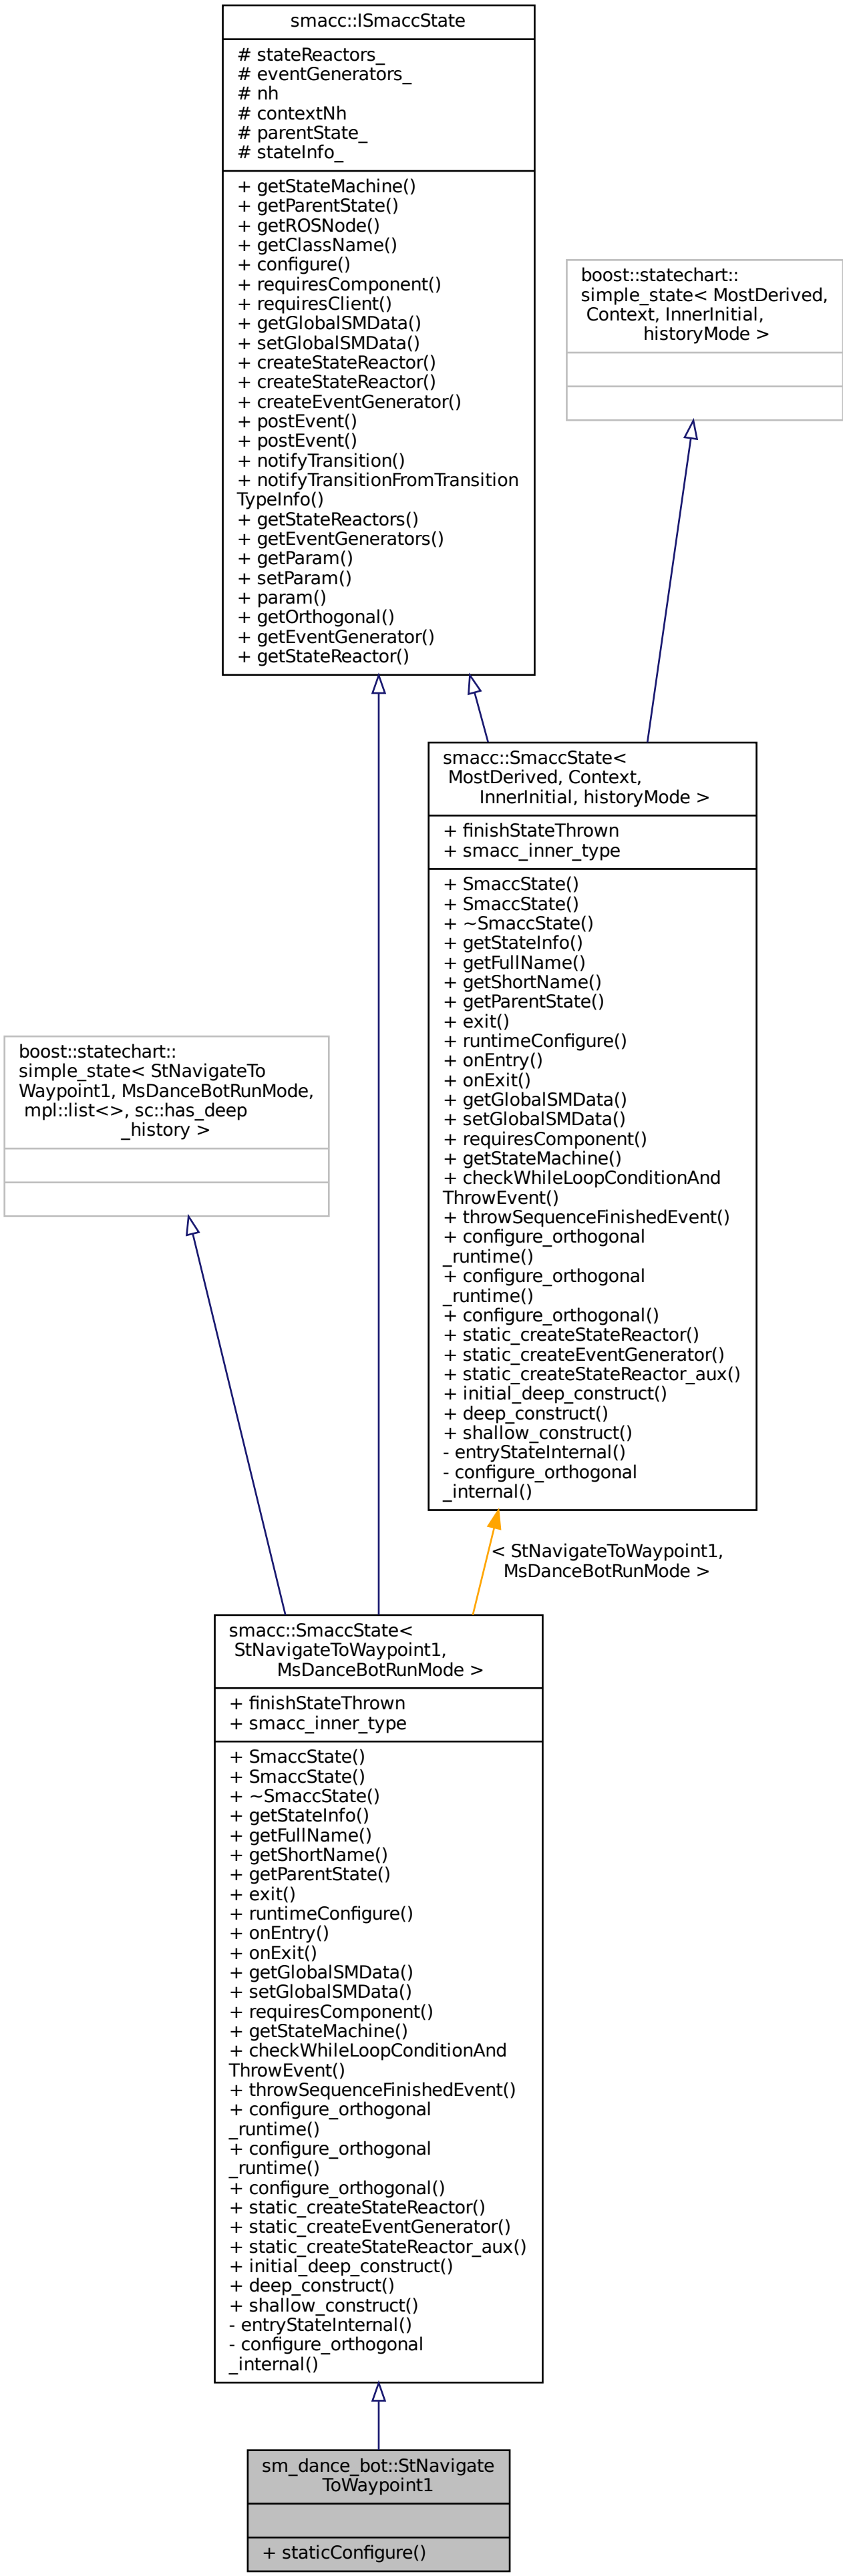 smacc::ISmaccState
# stateReactors_
# eventGenerators_
# nh
# contextNh
# parentState_
# stateInfo_
+ getStateMachine()
+ getParentState()
+ getROSNode()
+ getClassName()
+ configure()
+ requiresComponent()
+ requiresClient()
+ getGlobalSMData()
+ setGlobalSMData()
+ createStateReactor()
+ createStateReactor()
+ createEventGenerator()
+ postEvent()
+ postEvent()
+ notifyTransition()
+ notifyTransitionFromTransition
TypeInfo()
+ getStateReactors()
+ getEventGenerators()
+ getParam()
+ setParam()
+ param()
+ getOrthogonal()
+ getEventGenerator()
+ getStateReactor()
boost::statechart::
simple_state< MostDerived,
Context, InnerInitial,
historyMode >
smacc::SmaccState<
MostDerived, Context,
InnerInitial, historyMode >
+ finishStateThrown
+ smacc_inner_type
+ SmaccState()
+ SmaccState()
+ ~SmaccState()
+ getStateInfo()
+ getFullName()
+ getShortName()
+ getParentState()
+ exit()
+ runtimeConfigure()
+ onEntry()
+ onExit()
+ getGlobalSMData()
+ setGlobalSMData()
+ requiresComponent()
+ getStateMachine()
+ checkWhileLoopConditionAnd
ThrowEvent()
+ throwSequenceFinishedEvent()
+ configure_orthogonal
_runtime()
+ configure_orthogonal
_runtime()
+ configure_orthogonal()
+ static_createStateReactor()
+ static_createEventGenerator()
+ static_createStateReactor_aux()
+ initial_deep_construct()
+ deep_construct()
+ shallow_construct()
- entryStateInternal()
- configure_orthogonal
_internal()
boost::statechart::
simple_state< StNavigateTo
Waypoint1, MsDanceBotRunMode,
mpl::list<>, sc::has_deep
_history >
< StNavigateToWaypoint1,
MsDanceBotRunMode >
smacc::SmaccState<
StNavigateToWaypoint1,
MsDanceBotRunMode >
+ finishStateThrown
+ smacc_inner_type
+ SmaccState()
+ SmaccState()
+ ~SmaccState()
+ getStateInfo()
+ getFullName()
+ getShortName()
+ getParentState()
+ exit()
+ runtimeConfigure()
+ onEntry()
+ onExit()
+ getGlobalSMData()
+ setGlobalSMData()
+ requiresComponent()
+ getStateMachine()
+ checkWhileLoopConditionAnd
ThrowEvent()
+ throwSequenceFinishedEvent()
+ configure_orthogonal
_runtime()
+ configure_orthogonal
_runtime()
+ configure_orthogonal()
+ static_createStateReactor()
+ static_createEventGenerator()
+ static_createStateReactor_aux()
+ initial_deep_construct()
+ deep_construct()
+ shallow_construct()
- entryStateInternal()
- configure_orthogonal
_internal()
sm_dance_bot::StNavigate
ToWaypoint1
+ staticConfigure()